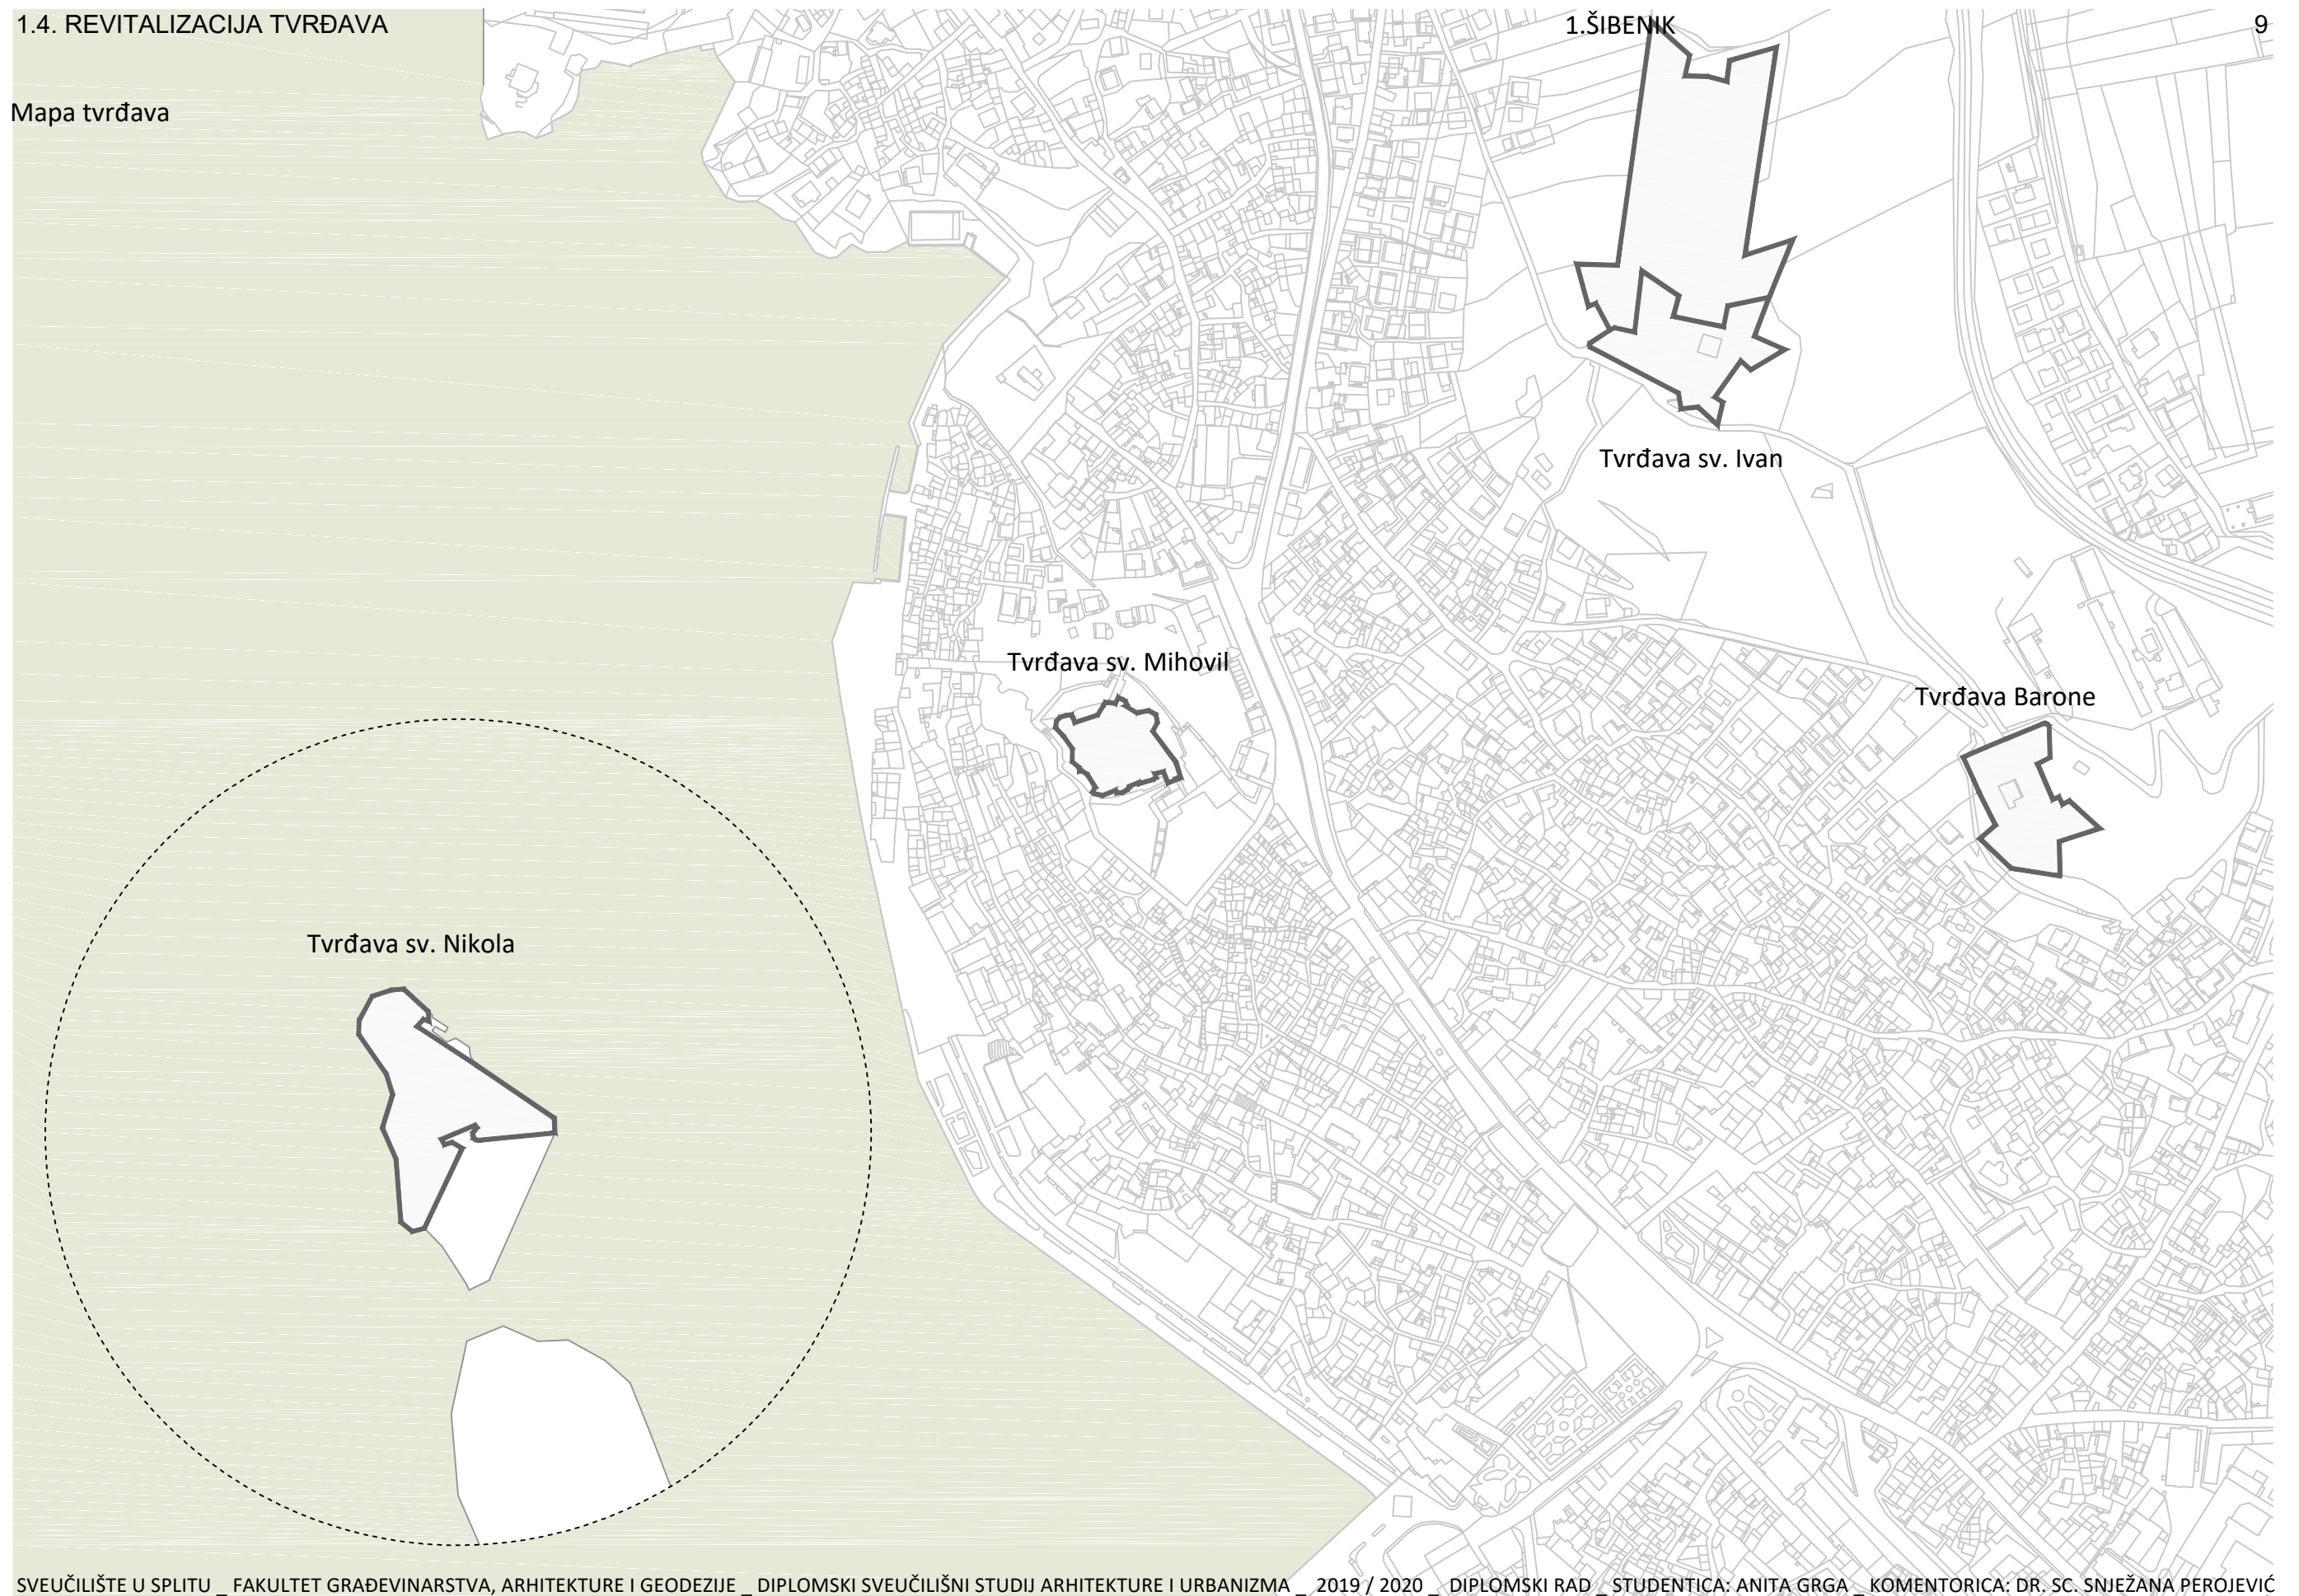 1.4. REVITALIZACIJA TVRĐAVA
1.ŠIBENIK
9
Mapa tvrđava
Tvrđava sv. Ivan
Tvrđava sv. Mihovil
Tvrđava Barone
Tvrđava sv. Nikola
SVEUČILIŠTE U SPLITU _ FAKULTET GRAĐEVINARSTVA, ARHITEKTURE I GEODEZIJE _ DIPLOMSKI SVEUČILIŠNI STUDIJ ARHITEKTURE I URBANIZMA _ 2019 / 2020 _ DIPLOMSKI RAD _ STUDENTICA: ANITA GRGA _ KOMENTORICA: DR. SC. SNJEŽANA PEROJEVIĆ